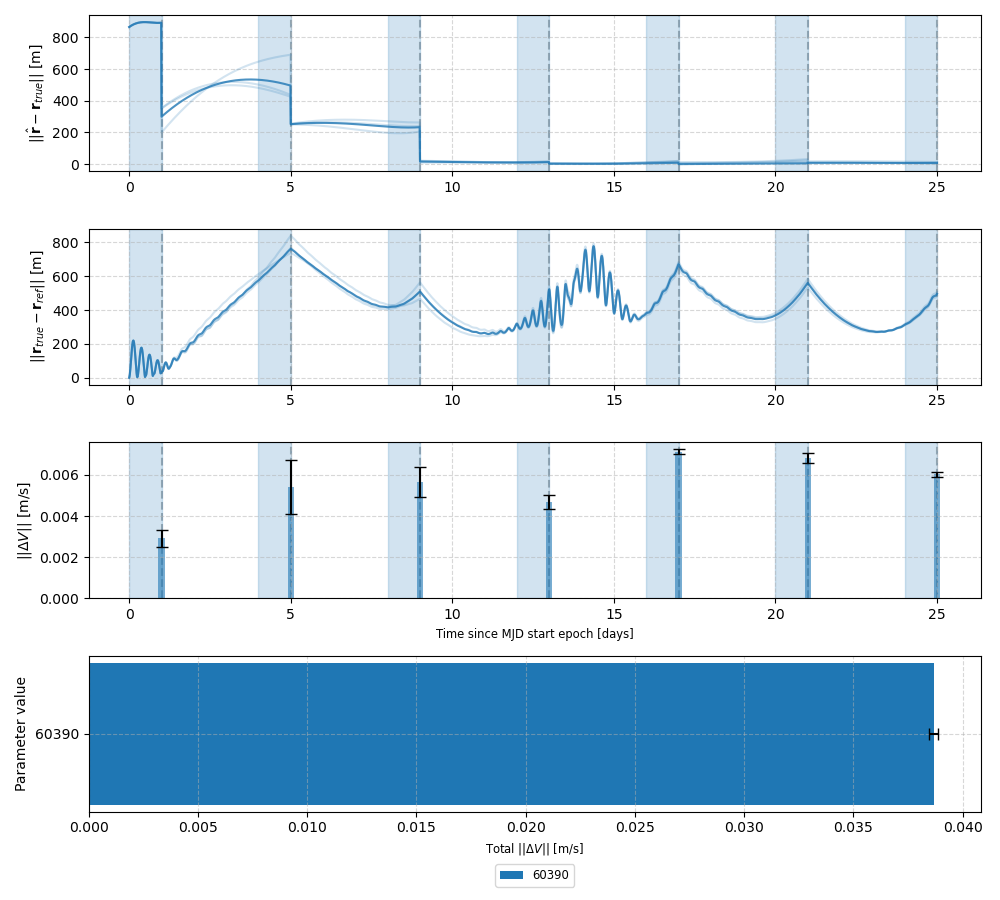 ||r̂ − r_true|| [m]
800
600
400
200
0
0 5 10 15 20 25
||r_true − r_ref|| [m]
800
600
400
200
0
0 5 10 15 20 25
||ΔV|| [m/s]
0.006
0.004
0.002
0.000
0 5 10 15 20 25
Time since MJD start epoch [days]
Parameter value
60390
0.000 0.005 0.010 0.015 0.020 0.025 0.030 0.035 0.040
Total ||ΔV|| [m/s]
60390